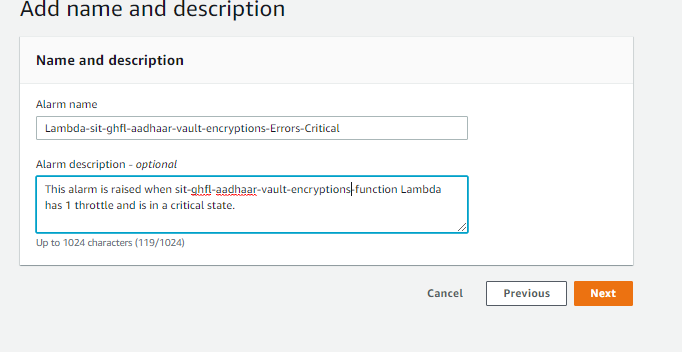 Add name and description
Name and description
Alarm name
Lambda-sit-ghfl-aadhaar-vault-encryptions-Errors-Critical
Alarm description - optional
This alarm is raised when sit-ghfl-aadhaar-vault-encryptions-function Lambda
has 1 throttle and is in a critical state.
Up to 1024 characters (119/1024)
Cancel
Previous
Next